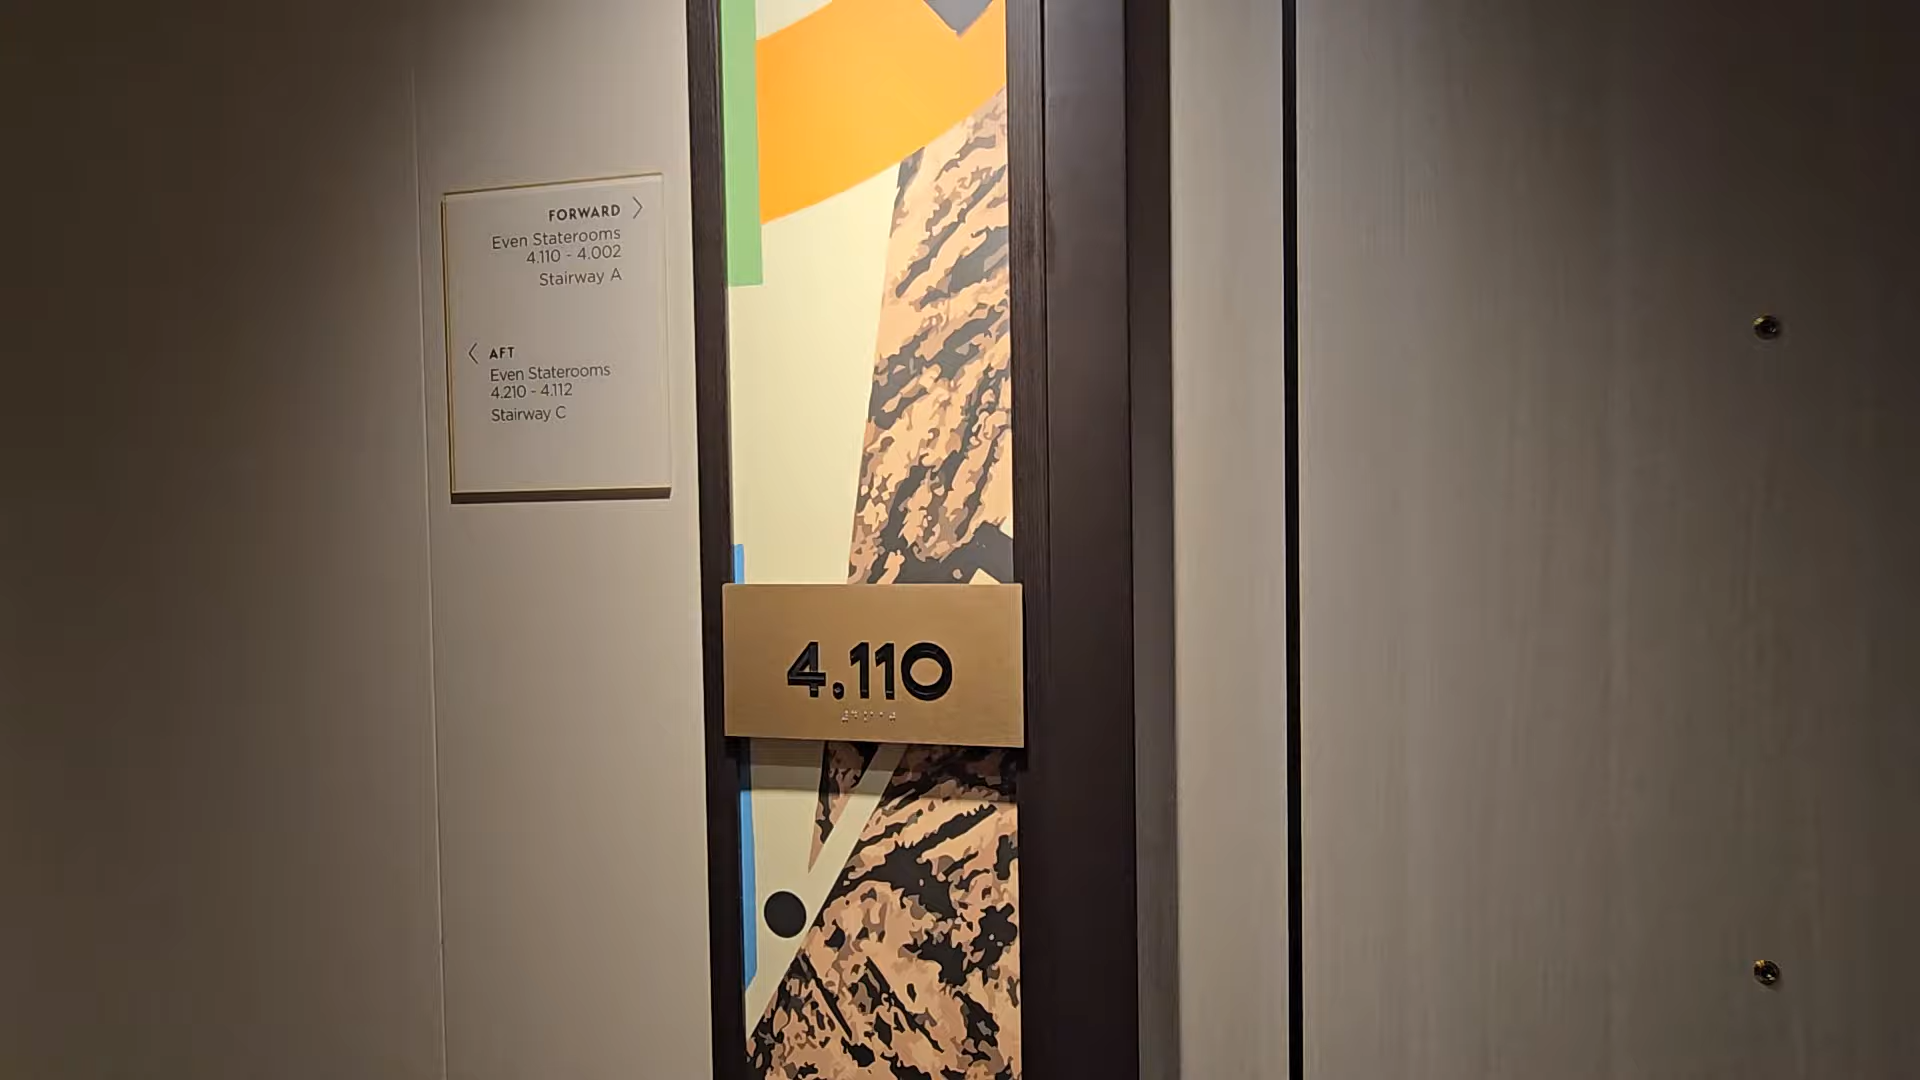 FORWARD >
Even Staterooms
4.110 - 4.002
Stairway A
< AFT
Even Staterooms
4.210 - 4.112
Stairway C
4.110